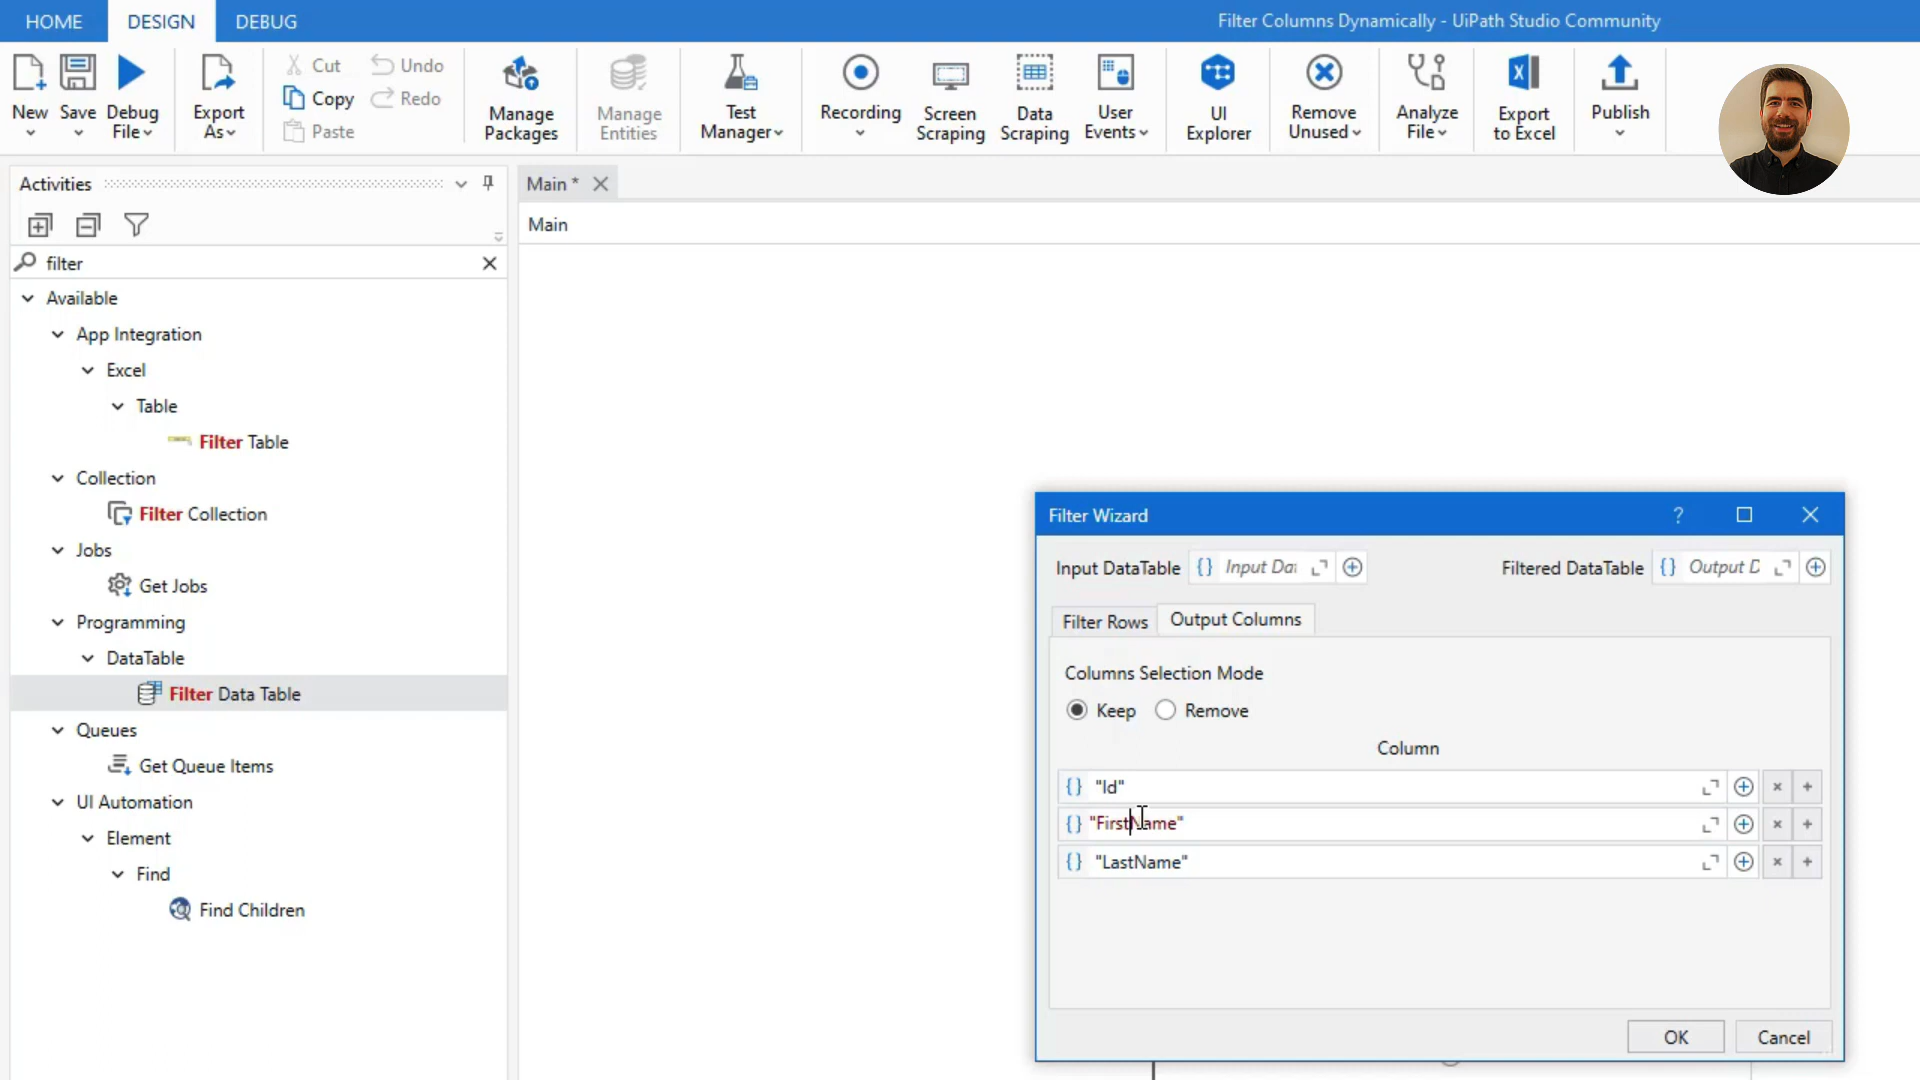 HOME DESIGN DEBUG
Filter Columns Dynamically - UiPath Studio Community
New
Save
Debug
File
Export
As
Cut
Copy
Paste
Undo
Redo
Manage
Packages
Manage
Entities
Test
Manager
Recording
Screen
Scraping
Data
Scraping
User
Events
UI
Explorer
Remove
Unused
Analyze
File
Export
to Excel
Publish
Activities
Main *
Main
filter
Available
App Integration
Excel
Table
Filter Table
Collection
Filter Collection
Jobs
Get Jobs
Programming
DataTable
Filter Data Table
Queues
Get Queue Items
UI Automation
Element
Find
Find Children
Filter Wizard
Input DataTable {} Input Dat
Filtered DataTable {} Output D
Filter Rows
Output Columns
Columns Selection Mode
Keep Remove
Column
{} "Id"
{} "FirstName"
{} "LastName"
OK Cancel